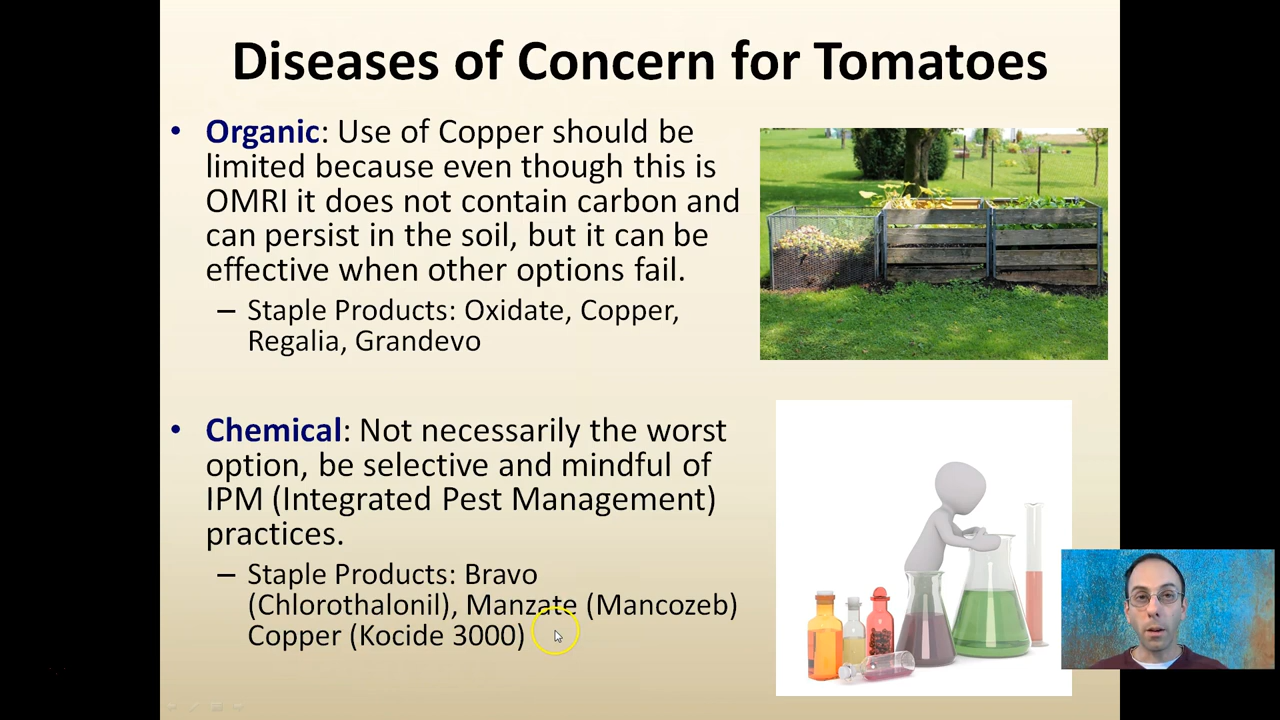 Diseases of Concern for Tomatoes
• Organic: Use of Copper should be
limited because even though this is
OMRI it does not contain carbon and
can persist in the soil, but it can be
effective when other options fail.
– Staple Products: Oxidate, Copper,
Regalia, Grandevo
• Chemical: Not necessarily the worst
option, be selective and mindful of
IPM (Integrated Pest Management)
practices.
– Staple Products: Bravo
(Chlorothalonil), Manzate (Mancozeb)
Copper (Kocide 3000)